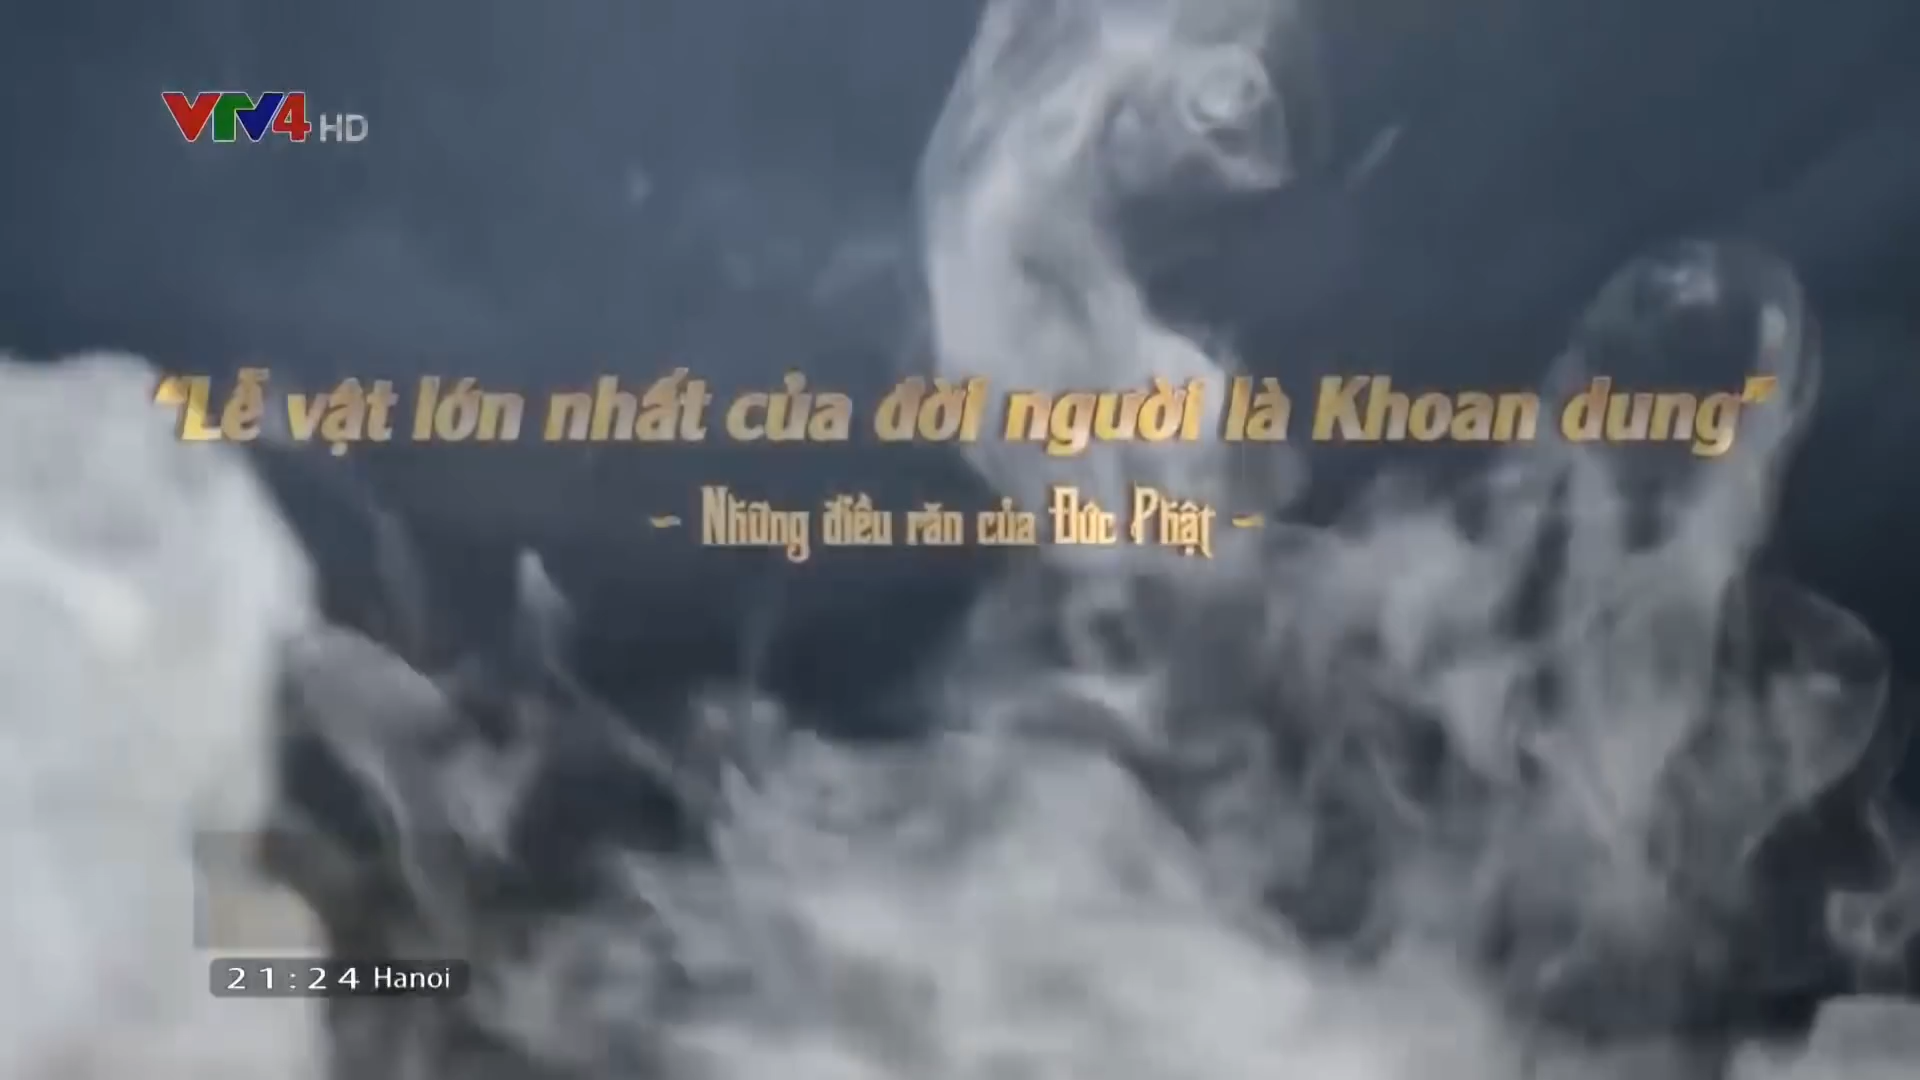 VTV4 HD
“Lễ vật lớn nhất của đời người là Khoan dung”
~ Những điều răn của Đức Phật ~
21:24 Hanoi